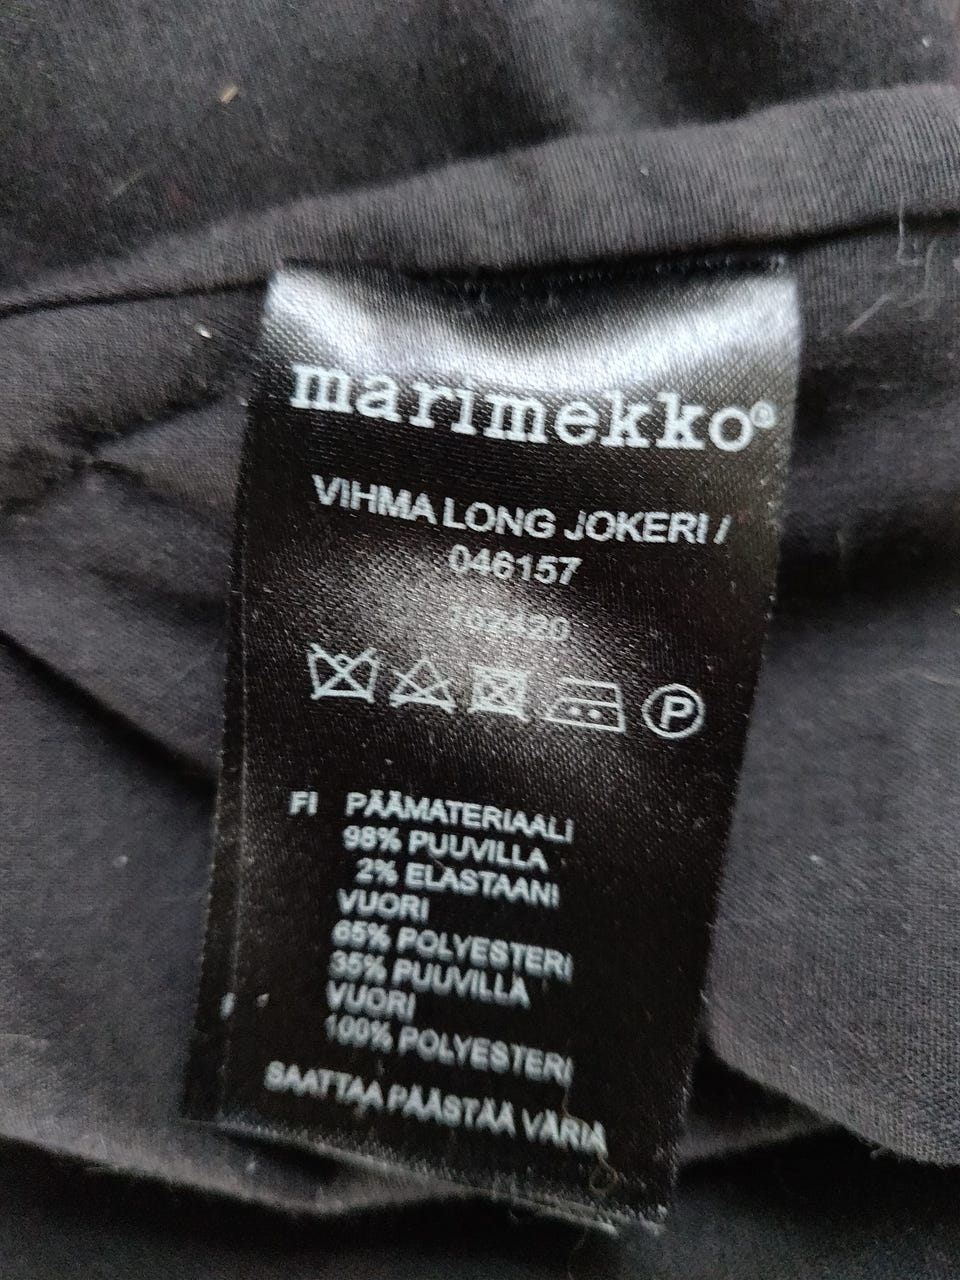 marimekko®
VIHMA LONG JOKERI /
046157
102420
P
FI PÄÄMATERIAALI
98% PUUVILLA
2% ELASTAANI
VUORI
65% POLYESTERI
35% PUUVILLA
VUORI
100% POLYESTERI
SAATTAA PÄÄSTÄÄ VÄRIÄ